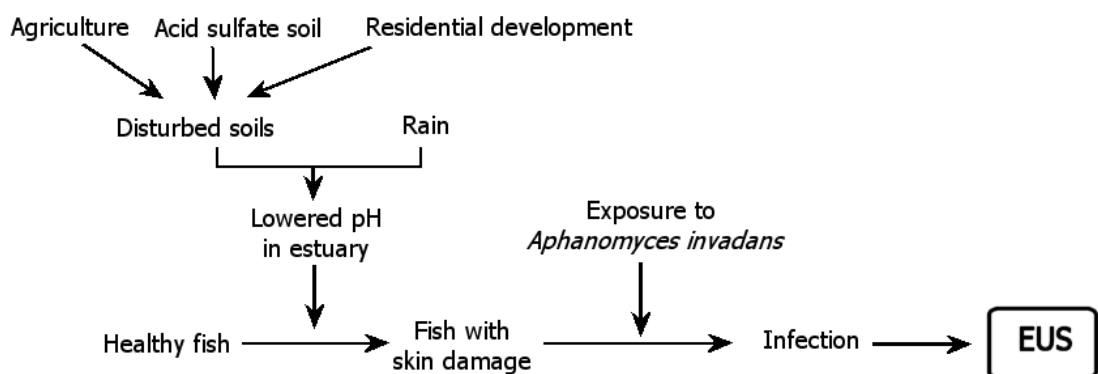 Agriculture
Acid sulfate soil
Residential development
Disturbed soils
Rain
Lowered pH
in estuary
Exposure to
Aphanomyces invadans
Healthy fish
Fish with
skin damage
Infection
EUS